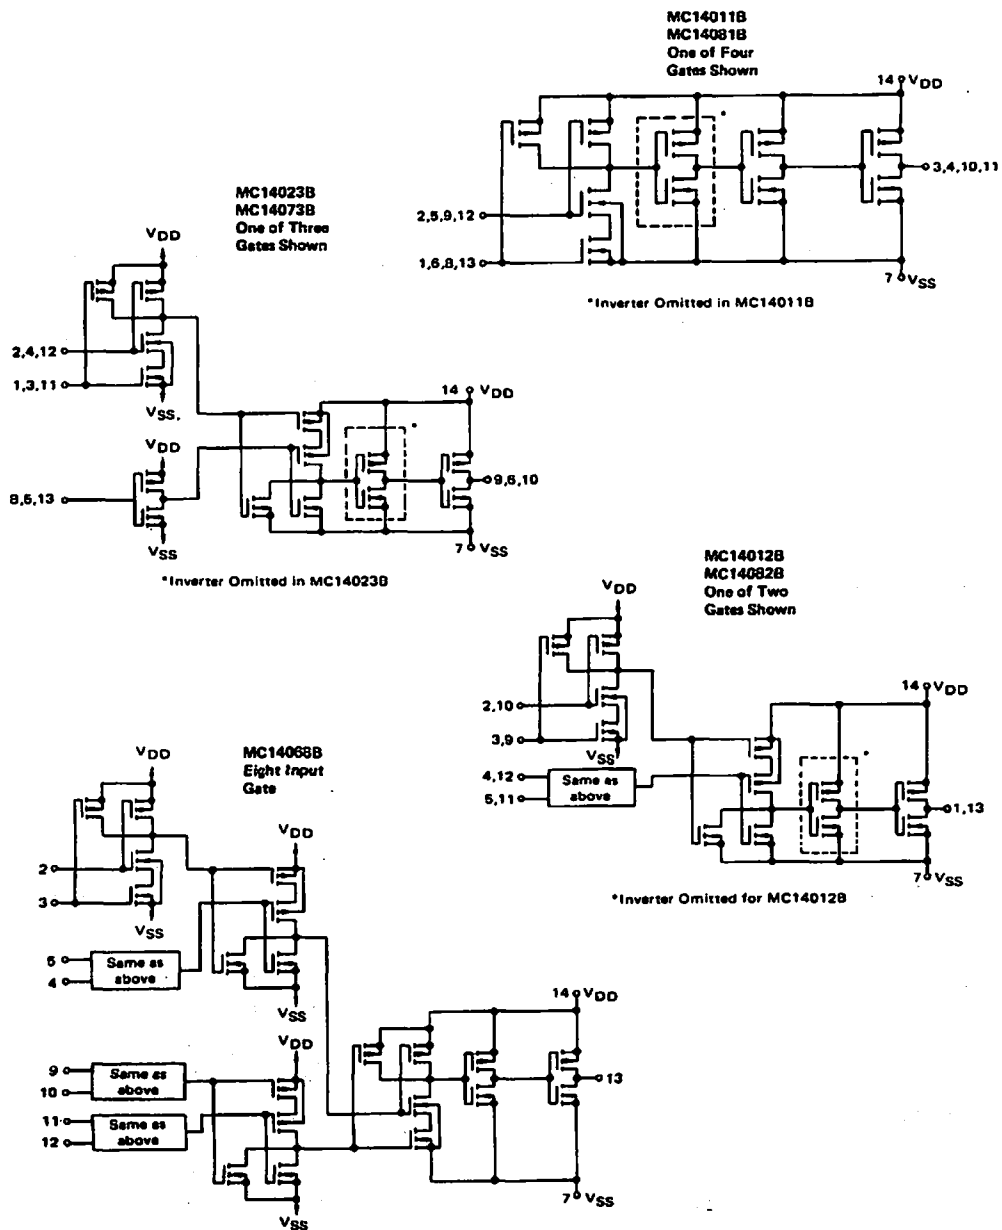 MC14011B
MC14081B
One of Four
Gates Shown
14 VDD
*
2,5,9,12
1,6,8,13
3,4,10,11
7 VSS
*Inverter Omitted in MC14011B
MC14023B
MC14073B
One of Three
Gates Shown
VDD
2,4,12
1,3,11
VSS.
VDD
8,5,13
VSS
14 VDD
*
9,6,10
7 VSS
*Inverter Omitted in MC14023B
MC14012B
MC14082B
One of Two
Gates Shown
VDD
2,10
3,9
VSS
4,12
5,11
Same as
above
14 VDD
*
1,13
7 VSS
*Inverter Omitted for MC14012B
MC14068B
Eight Input
Gate
VDD
2
3
VSS
5
4
Same as
above
VDD
VSS
9
10
Same as
above
11
12
Same as
above
VDD
VSS
14 VDD
13
7 VSS